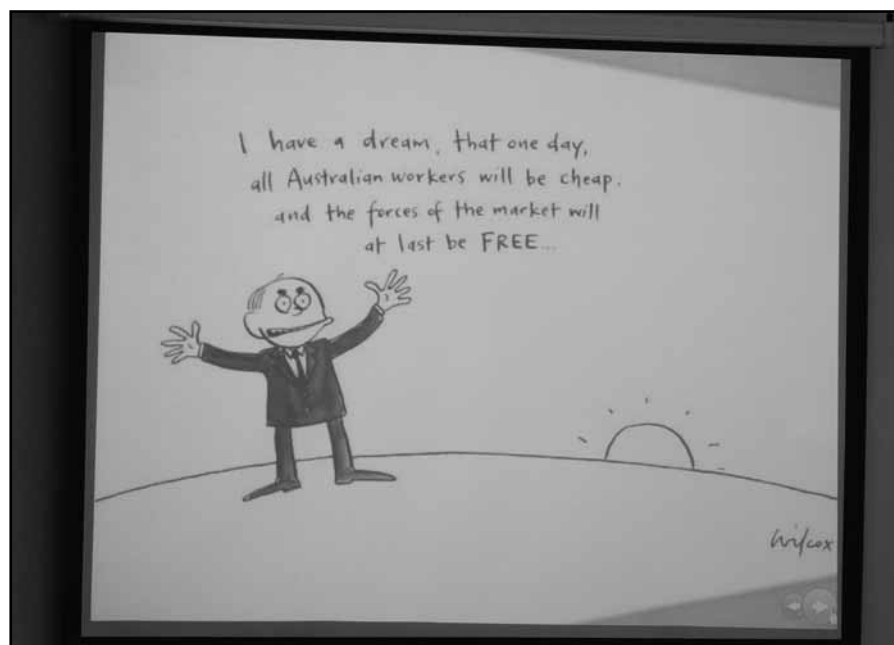 I have a dream, that one day,
all Australian workers will be cheap.
and the forces of the market will
at last be FREE...
Wilcox